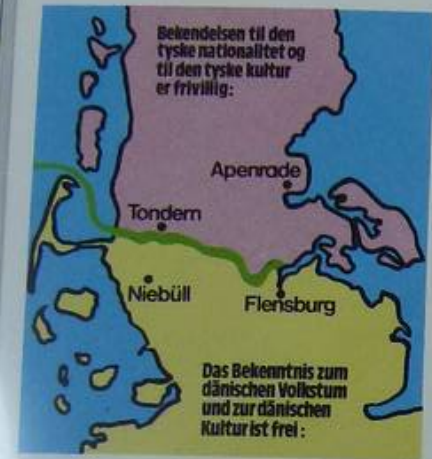 Bekendelsen til den
tyske nationalitet og
til den tyske kultur
er frivillig:
Apenrade
Tondern
Niebüll
Flensburg
Das Bekenntnis zum
dänischen Volkstum
und zur dänischen
Kultur ist frei: